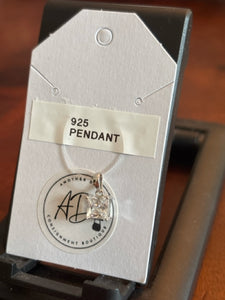 925
PENDANT
ANOTHER
AD
CONSIGNMENT BOUTIQUE